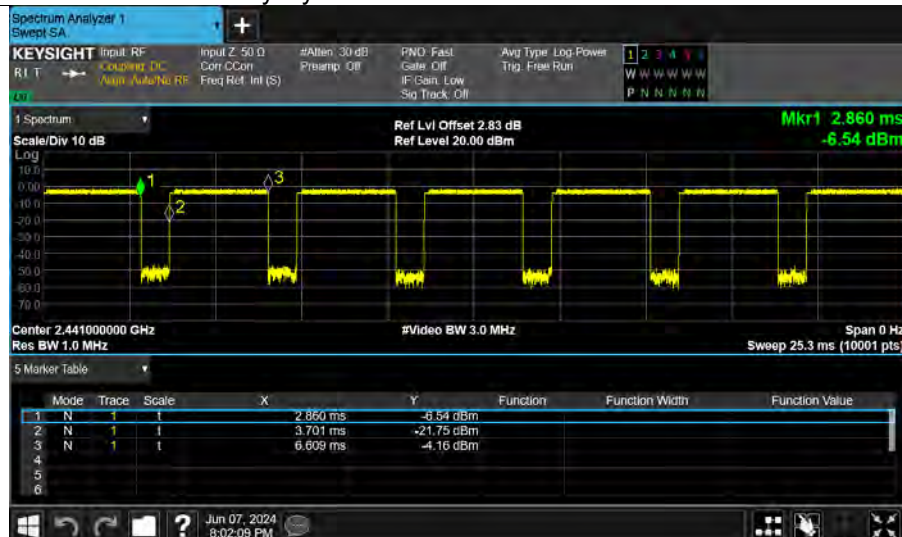 Spectrum Analyzer 1
Swept SA
+
KEYSIGHT Input: RF Input Z: 50 Ω #Atten: 30 dB PNO: Fast Avg Type: Log-Power 1 2 3 4 5 6
R L T Coupling: DC Corr CCorr Preamp: Off Gate: Off Trig: Free Run W W W W W W
Align: Auto/No RF Freq Ref: Int (S) IF Gain: Low
Sig Track: Off P N N N N N
1 Spectrum Ref Lvl Offset 2.83 dB Mkr1 2.860 ms
Scale/Div 10 dB Ref Level 20.00 dBm -6.54 dBm
Log
10.0
0.00
-10.0
-20.0
-30.0
-40.0
-50.0
-60.0
-70.0
1
2
3
Center 2.441000000 GHz #Video BW 3.0 MHz Span 0 Hz
Res BW 1.0 MHz Sweep 25.3 ms (10001 pts)
5 Marker Table
Mode Trace Scale X Y Function Function Width Function Value
1 N 1 t 2.860 ms -6.54 dBm
2 N 1 t 3.701 ms -21.75 dBm
3 N 1 t 6.609 ms -4.16 dBm
4
5
6
? Jun 07, 2024
8:02:09 PM